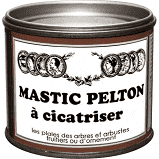 MASTIC PELTON
à cicatriser
les plaies des arbres et arbustes
fruitiers ou d'ornement